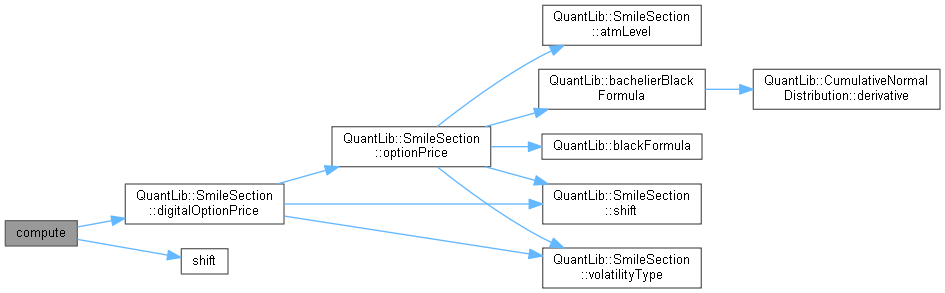 QuantLib::SmileSection
::atmLevel
QuantLib::bachelierBlack
Formula
QuantLib::CumulativeNormal
Distribution::derivative
QuantLib::SmileSection
::optionPrice
QuantLib::blackFormula
QuantLib::SmileSection
::digitalOptionPrice
QuantLib::SmileSection
::shift
compute
shift
QuantLib::SmileSection
::volatilityType